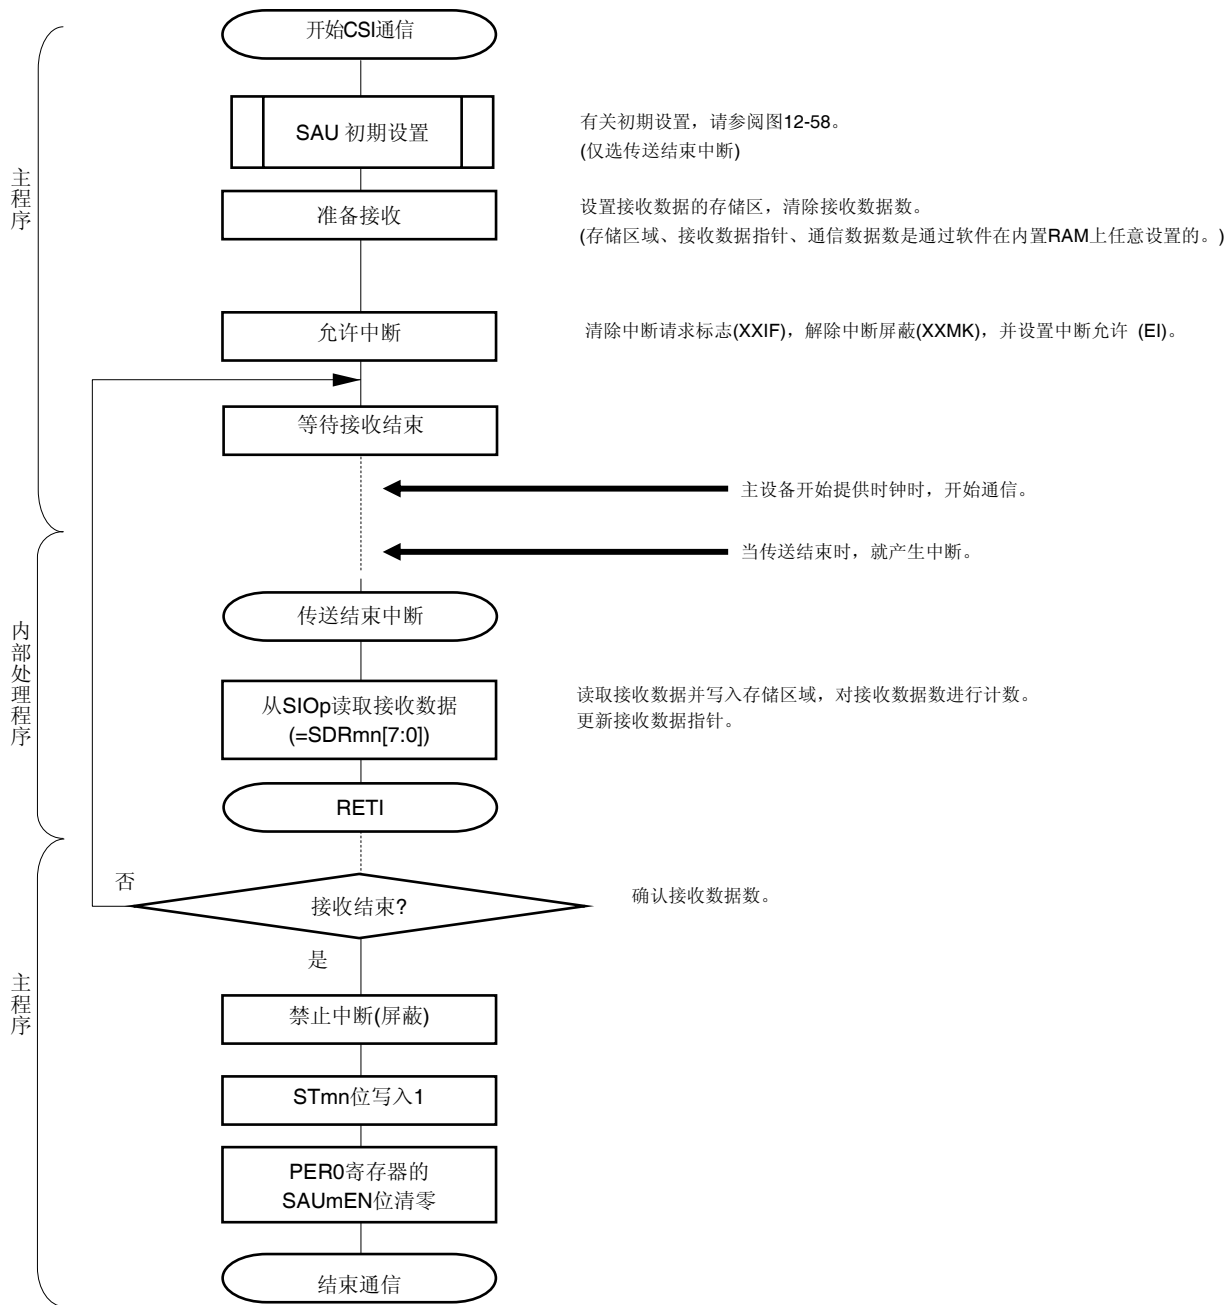 开始CSI通信
SAU 初期设置
有关初期设置，请参阅图12-58。
(仅选传送结束中断)
主程序
准备接收
设置接收数据的存储区，清除接收数据数。
(存储区域、接收数据指针、通信数据数是通过软件在内置RAM上任意设置的。)
允许中断
清除中断请求标志(XXIF)，解除中断屏蔽(XXMK)，并设置中断允许 (EI)。
等待接收结束
主设备开始提供时钟时，开始通信。
当传送结束时，就产生中断。
传送结束中断
内部处理程序
从SIOp读取接收数据
(=SDRmn[7:0])
读取接收数据并写入存储区域，对接收数据数进行计数。
更新接收数据指针。
RETI
否
接收结束?
确认接收数据数。
是
主程序
禁止中断(屏蔽)
STmn位写入1
PER0寄存器的
SAUmEN位清零
结束通信